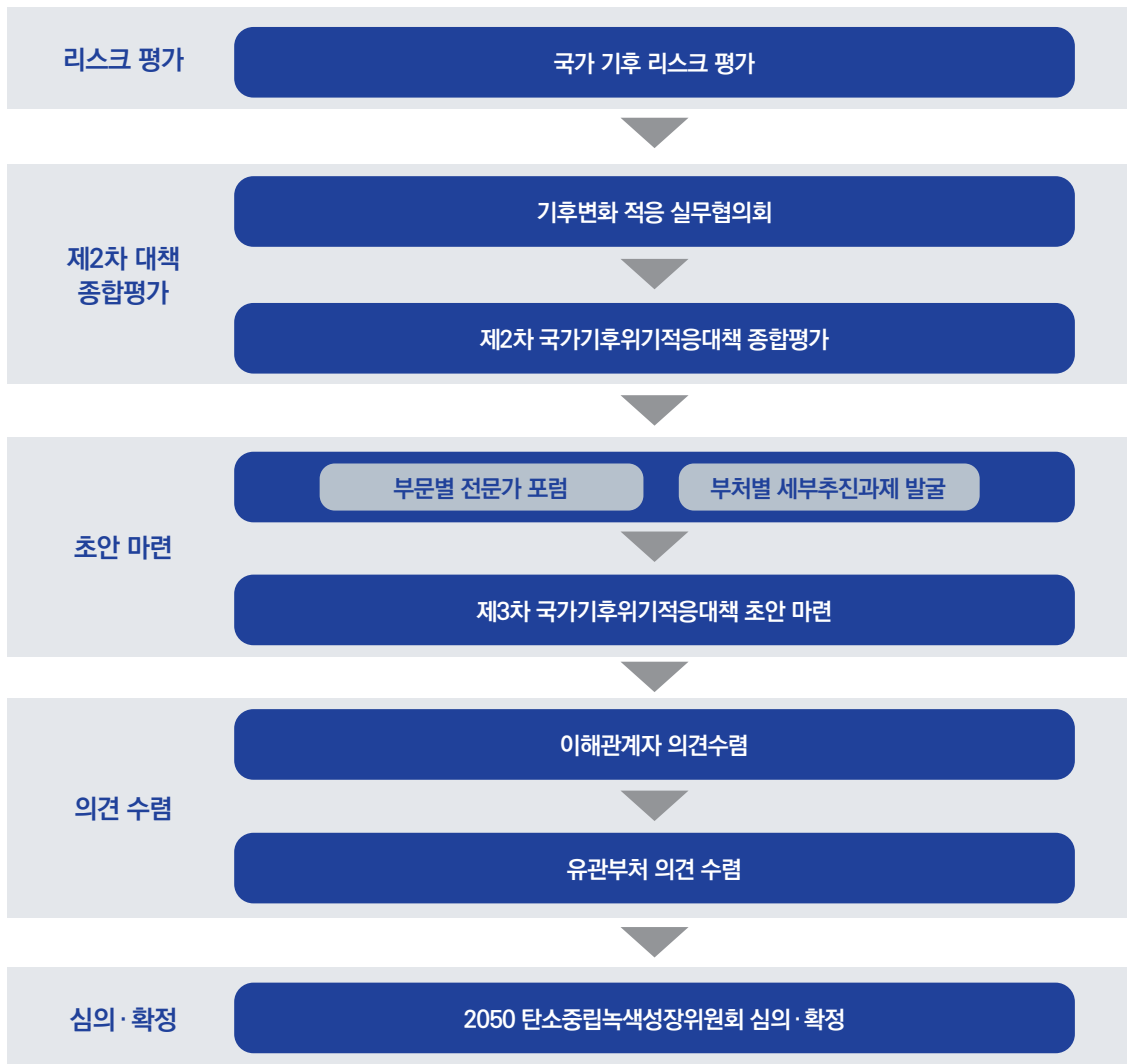 리스크 평가
국가 기후 리스크 평가
제2차 대책
종합평가
기후변화 적응 실무협의회
제2차 국가기후위기적응대책 종합평가
초안 마련
부문별 전문가 포럼
부처별 세부추진과제 발굴
제3차 국가기후위기적응대책 초안 마련
의견 수렴
이해관계자 의견수렴
유관부처 의견 수렴
심의·확정
2050 탄소중립녹색성장위원회 심의·확정